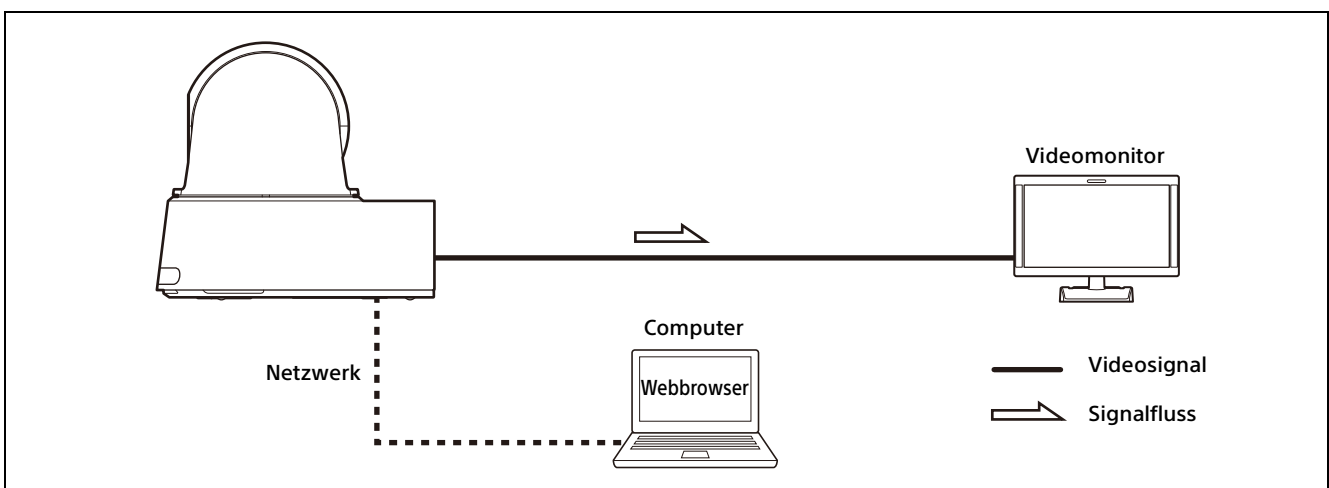 Videomonitor
Computer
Netzwerk
Webbrowser
Videosignal
Signalfluss